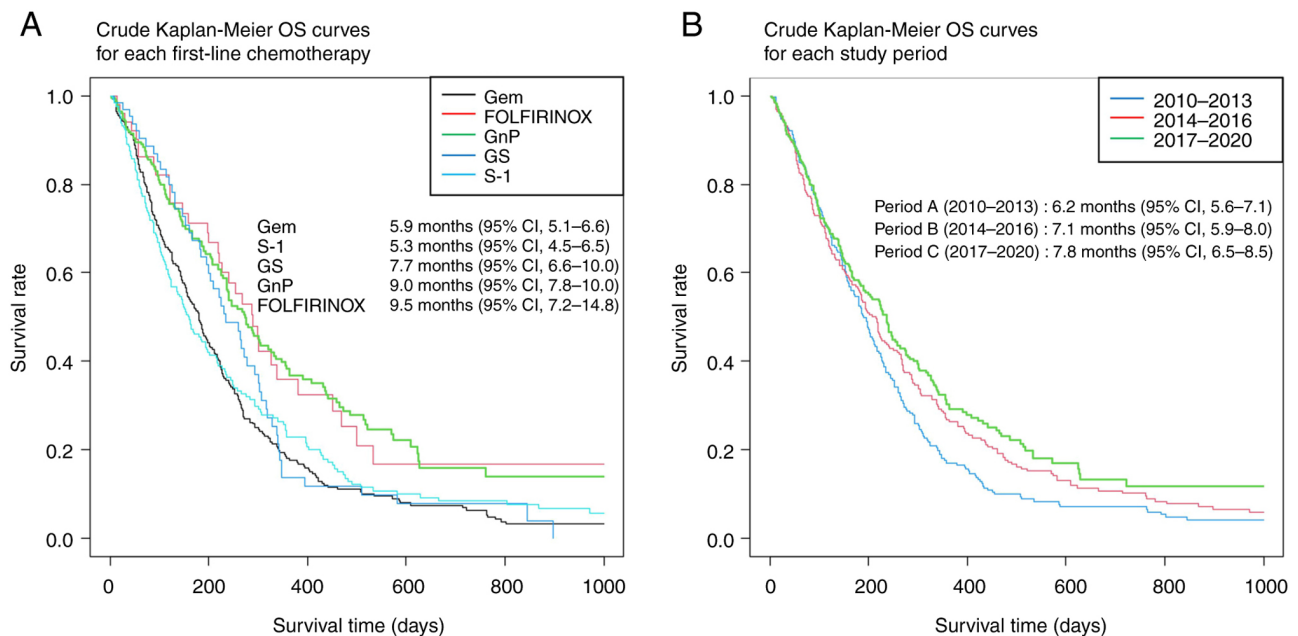 A
Crude Kaplan-Meier OS curves
for each first-line chemotherapy
Gem
FOLFIRINOX
GnP
GS
S-1
Gem 5.9 months (95% CI, 5.1–6.6)
S-1 5.3 months (95% CI, 4.5–6.5)
GS 7.7 months (95% CI, 6.6–10.0)
GnP 9.0 months (95% CI, 7.8–10.0)
FOLFIRINOX 9.5 months (95% CI, 7.2–14.8)
Survival rate
1.0
0.8
0.6
0.4
0.2
0.0
0 200 400 600 800 1000
Survival time (days)
B
Crude Kaplan-Meier OS curves
for each study period
2010–2013
2014–2016
2017–2020
Period A (2010–2013) : 6.2 months (95% CI, 5.6–7.1)
Period B (2014–2016) : 7.1 months (95% CI, 5.9–8.0)
Period C (2017–2020) : 7.8 months (95% CI, 6.5–8.5)
Survival rate
1.0
0.8
0.6
0.4
0.2
0.0
0 200 400 600 800 1000
Survival time (days)